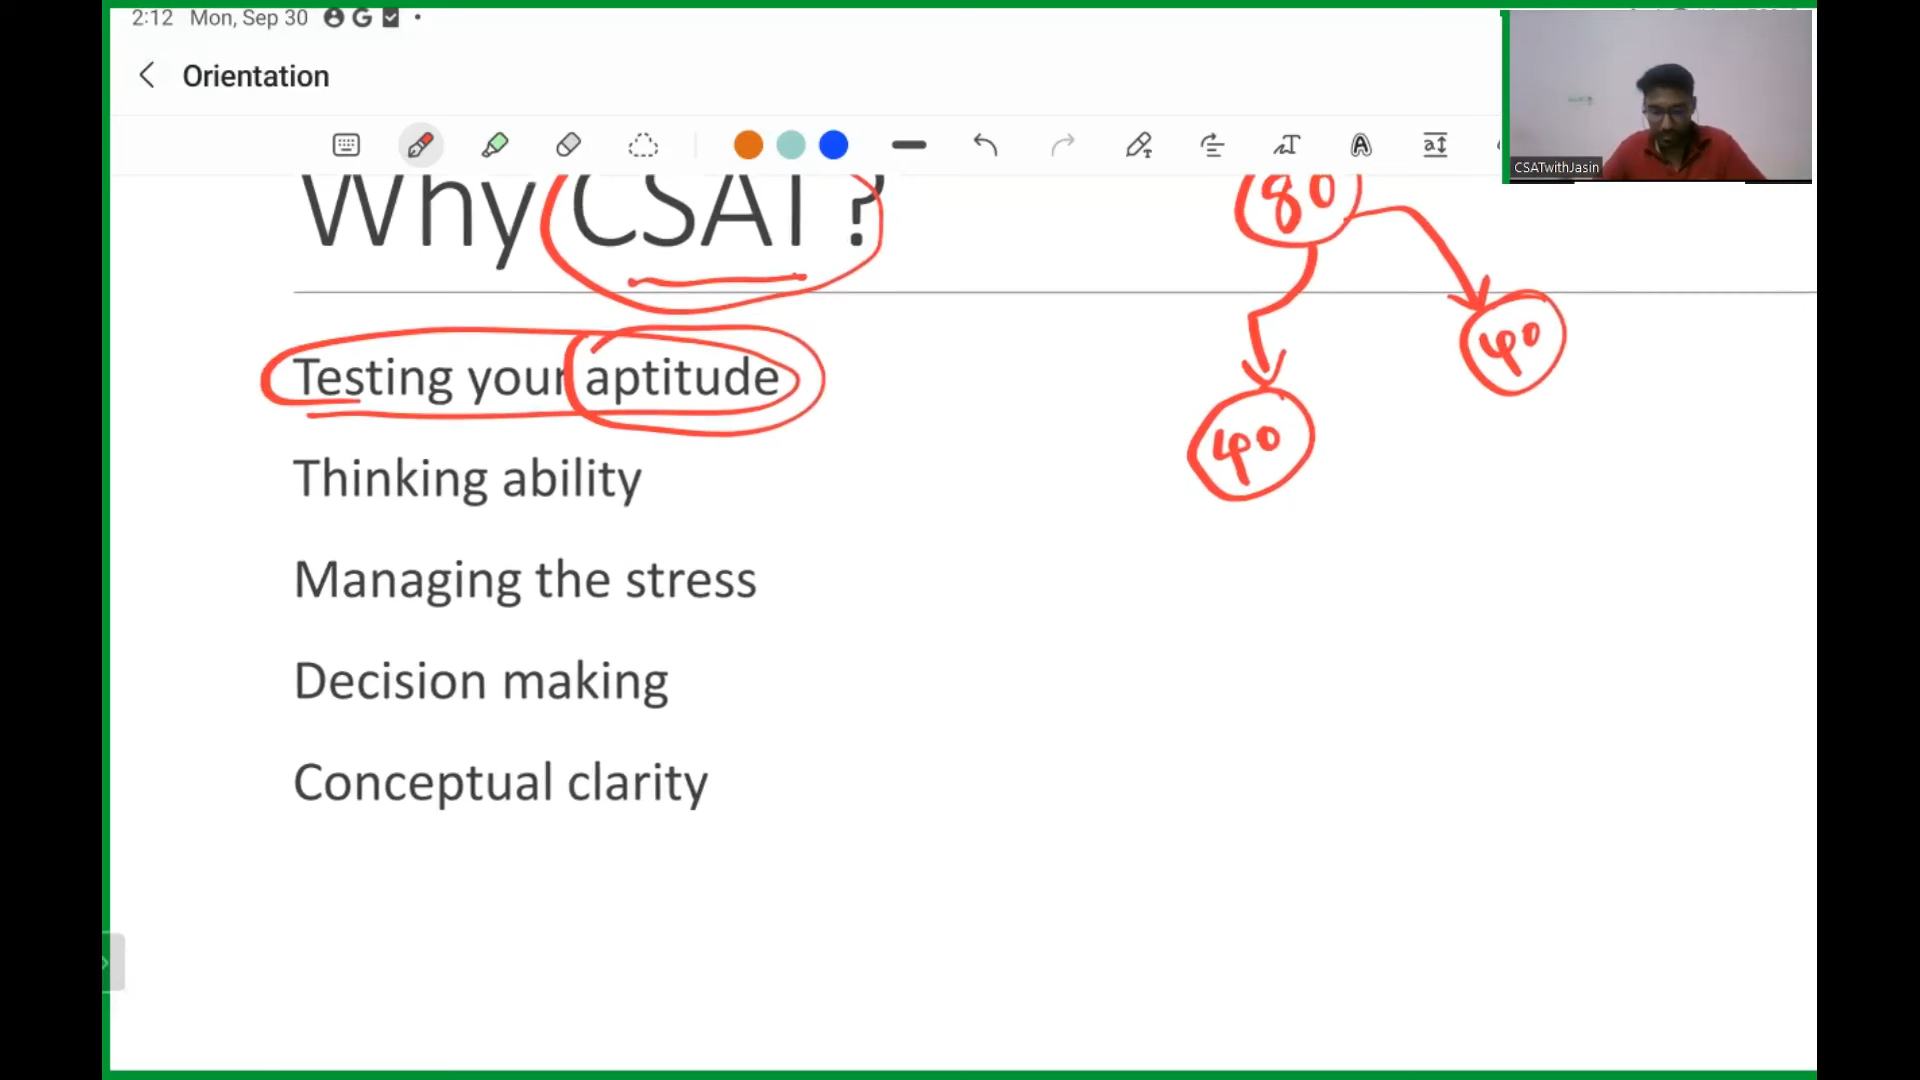 2:12 Mon, Sep 30
Orientation
CSATwithJasin
Why CSAT ?
80
40
40
Testing your aptitude
Thinking ability
Managing the stress
Decision making
Conceptual clarity